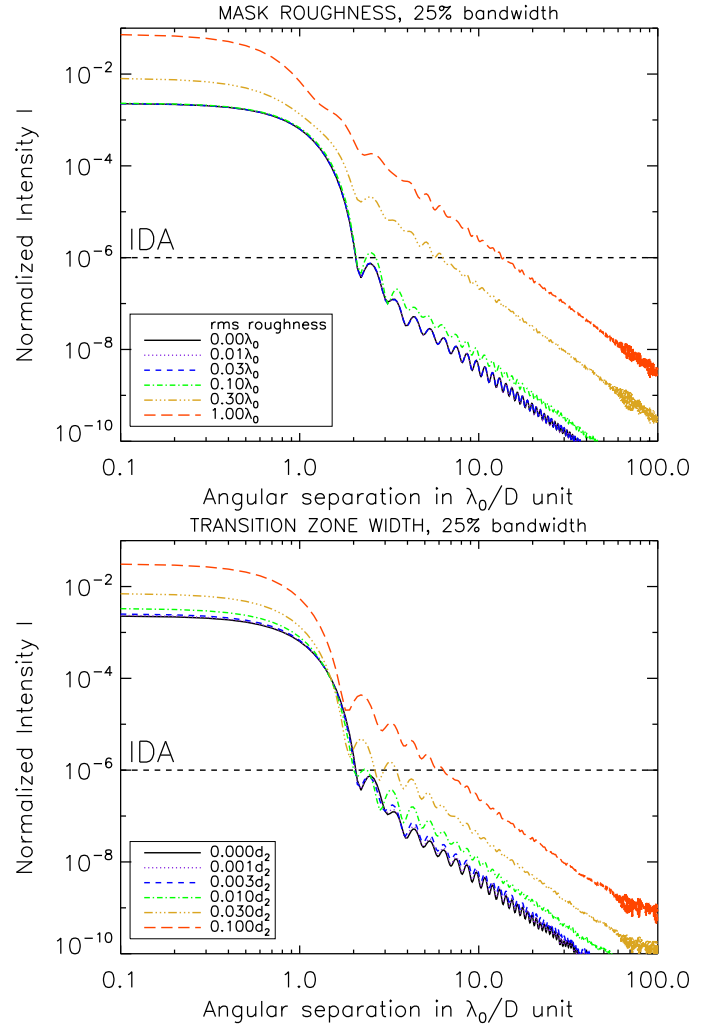 MASK ROUGHNESS, 25% bandwidth
Normalized Intensity I
10⁻²
10⁻⁴
10⁻⁶
10⁻⁸
10⁻¹⁰
IDA
rms roughness
0.00λ₀
0.01λ₀
0.03λ₀
0.10λ₀
0.30λ₀
1.00λ₀
0.1 1.0 10.0 100.0
Angular separation in λ₀/D unit
TRANSITION ZONE WIDTH, 25% bandwidth
Normalized Intensity I
10⁻²
10⁻⁴
10⁻⁶
10⁻⁸
10⁻¹⁰
IDA
0.000d₂
0.001d₂
0.003d₂
0.010d₂
0.030d₂
0.100d₂
0.1 1.0 10.0 100.0
Angular separation in λ₀/D unit